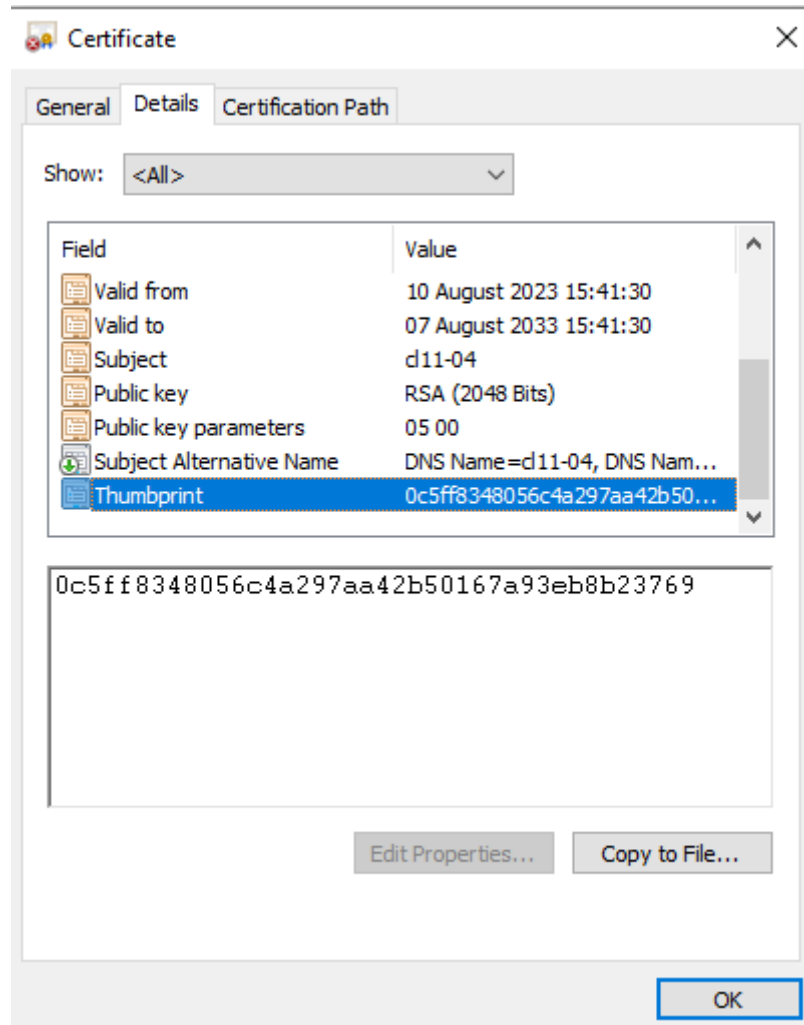 Certificate
General Details Certification Path
Show: <All>
Field Value
Valid from 10 August 2023 15:41:30
Valid to 07 August 2033 15:41:30
Subject cl11-04
Public key RSA (2048 Bits)
Public key parameters 05 00
Subject Alternative Name DNS Name=cl11-04, DNS Nam...
Thumbprint 0c5ff8348056c4a297aa42b50...
0c5ff8348056c4a297aa42b50167a93eb8b23769
Edit Properties... Copy to File...
OK